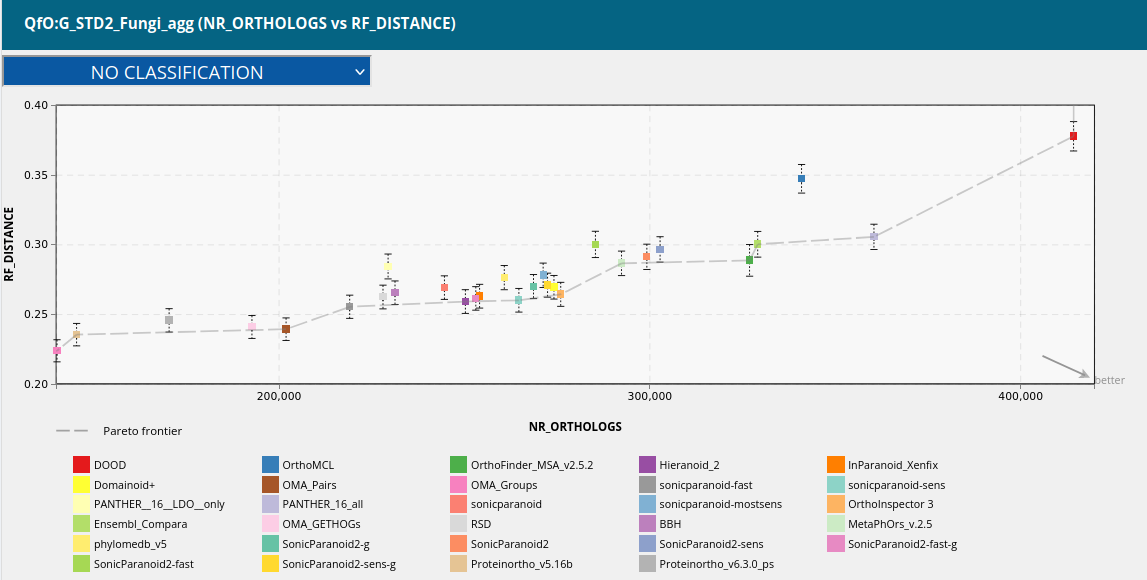 QfO:G_STD2_Fungi_agg (NR_ORTHOLOGS vs RF_DISTANCE)
NO CLASSIFICATION
0.40
0.35
0.30
0.25
0.20
RF_DISTANCE
better
200,000 300,000 400,000
NR_ORTHOLOGS
Pareto frontier
DOOD OrthoMCL OrthoFinder_MSA_v2.5.2 Hieranoid_2 InParanoid_Xenfix
Domainoid+ OMA_Pairs OMA_Groups sonicparanoid-fast sonicparanoid-sens
PANTHER__16__LDO__only PANTHER_16_all sonicparanoid sonicparanoid-mostsens OrthoInspector 3
Ensembl_Compara OMA_GETHOGs RSD BBH MetaPhOrs_v.2.5
phylomedb_v5 SonicParanoid2-g SonicParanoid2 SonicParanoid2-sens SonicParanoid2-fast-g
SonicParanoid2-fast SonicParanoid2-sens-g Proteinortho_v5.16b Proteinortho_v6.3.0_ps